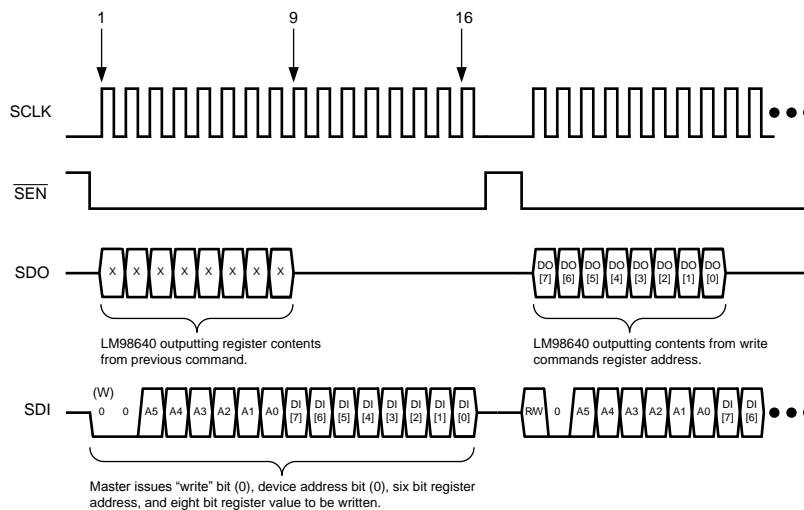 1 9 16
SCLK
SEN
SDO X X X X X X X X DO [7] DO [6] DO [5] DO [4] DO [3] DO [2] DO [1] DO [0]
LM98640 outputting register contents
from previous command.
LM98640 outputting contents from write
commands register address.
SDI (W) 0 0 A5 A4 A3 A2 A1 A0 DI [7] DI [6] DI [5] DI [4] DI [3] DI [2] DI [1] DI [0] RW 0 A5 A4 A3 A2 A1 A0 DI [7] DI [6]
Master issues “write” bit (0), device address bit (0), six bit register
address, and eight bit register value to be written.